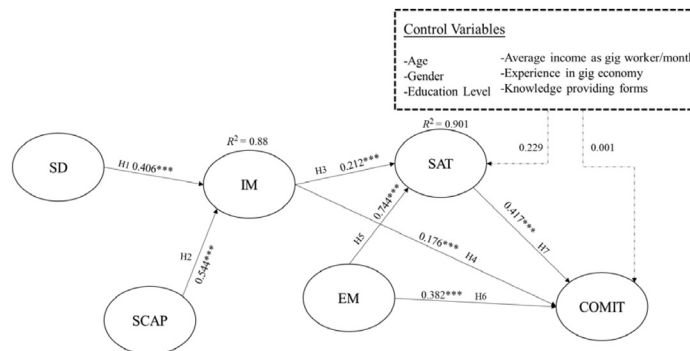 Control Variables
-Age
-Gender
-Education Level
-Average income as gig worker/month
-Experience in gig economy
-Knowledge providing forms
R² = 0.88
R² = 0.901
SD
H1 0.406***
IM
H3 0.212***
SAT
0.229
0.001
H2 0.544***
H5 0.744***
0.176*** H4
0.417*** H7
SCAP
EM
0.382*** H6
COMIT